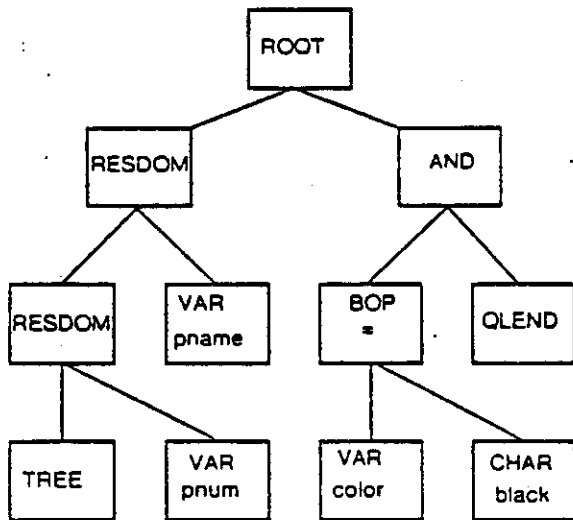 ROOT
RESDOM
AND
RESDOM
VAR
pname
BOP
=
QLEND
TREE
VAR
pnum
VAR
color
CHAR
black